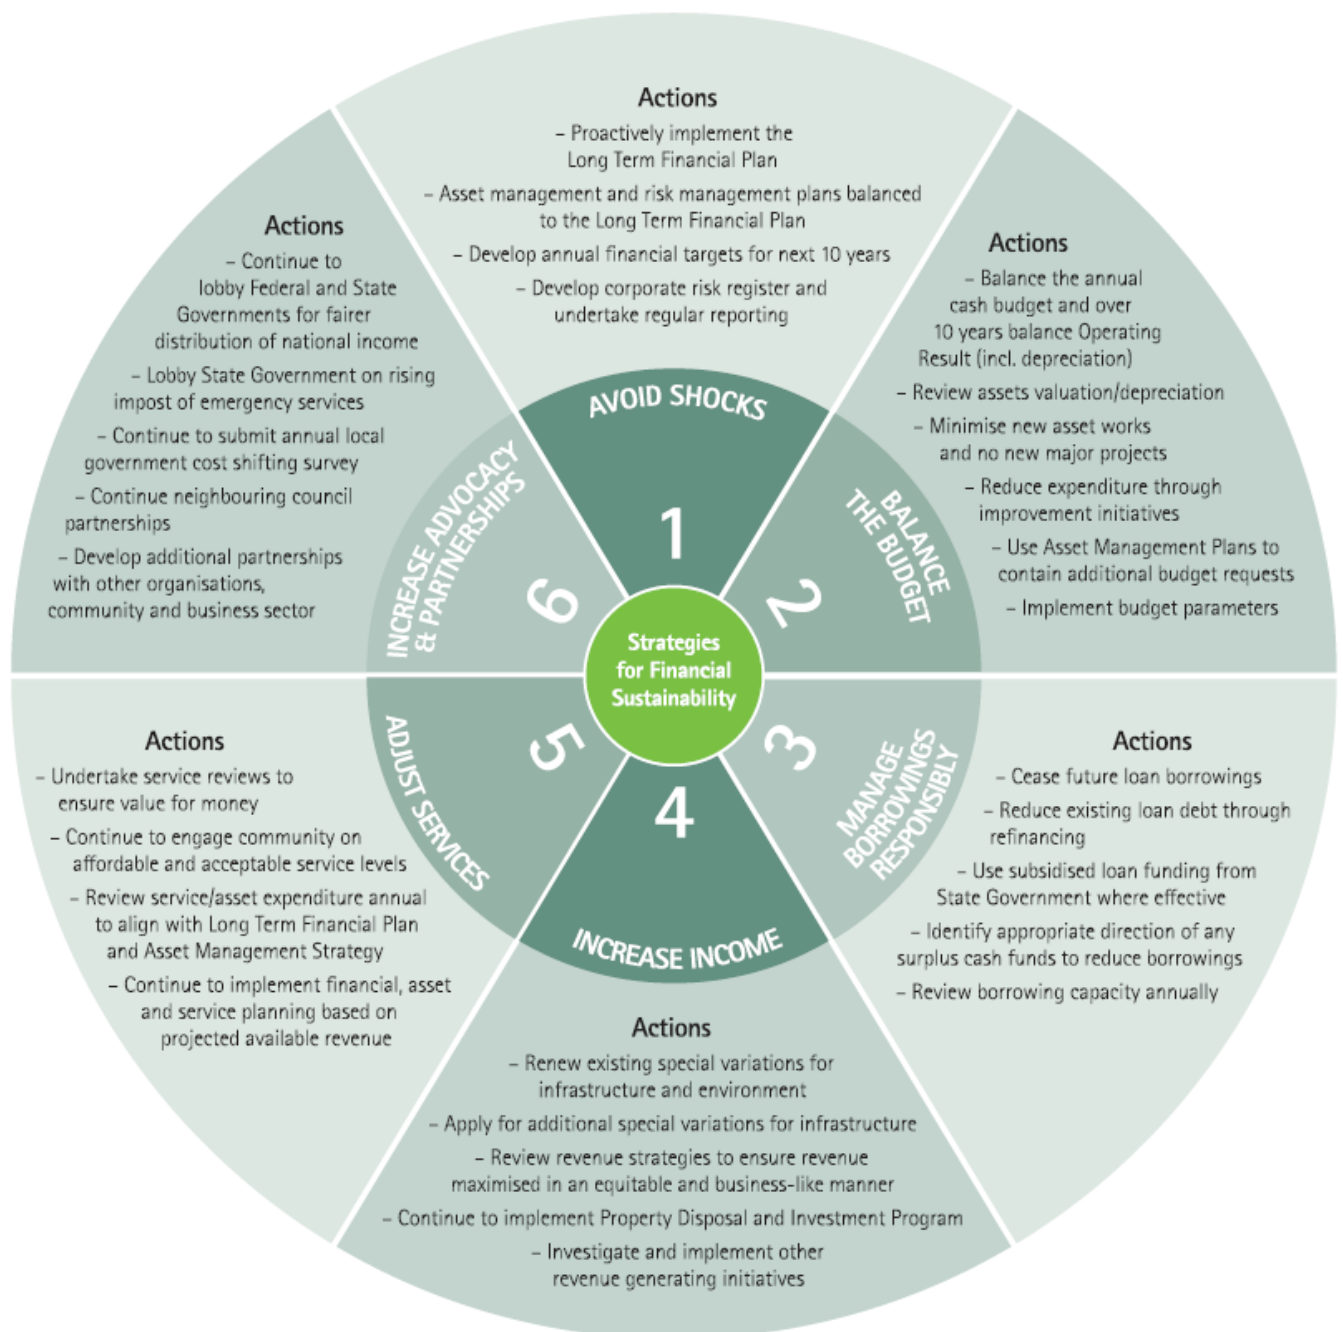 Strategies
for Financial
Sustainability
1
AVOID SHOCKS
Actions
– Proactively implement the
Long Term Financial Plan
– Asset management and risk management plans balanced
to the Long Term Financial Plan
– Develop annual financial targets for next 10 years
– Develop corporate risk register and
undertake regular reporting
2
BALANCE
THE BUDGET
Actions
– Balance the annual
cash budget and over
10 years balance Operating
Result (incl. depreciation)
– Review assets valuation/depreciation
– Minimise new asset works
and no new major projects
– Reduce expenditure through
improvement initiatives
– Use Asset Management Plans to
contain additional budget requests
– Implement budget parameters
3
MANAGE
BORROWINGS
RESPONSIBLY
Actions
– Cease future loan borrowings
– Reduce existing loan debt through
refinancing
– Use subsidised loan funding from
State Government where effective
– Identify appropriate direction of any
surplus cash funds to reduce borrowings
– Review borrowing capacity annually
4
INCREASE INCOME
Actions
– Renew existing special variations for
infrastructure and environment
– Apply for additional special variations for infrastructure
– Review revenue strategies to ensure revenue
maximised in an equitable and business-like manner
– Continue to implement Property Disposal and Investment Program
– Investigate and implement other
revenue generating initiatives
5
ADJUST SERVICES
Actions
– Undertake service reviews to
ensure value for money
– Continue to engage community on
affordable and acceptable service levels
– Review service/asset expenditure annual
to align with Long Term Financial Plan
and Asset Management Strategy
– Continue to implement financial, asset
and service planning based on
projected available revenue
6
INCREASE ADVOCACY
& PARTNERSHIPS
Actions
– Continue to
lobby Federal and State
Governments for fairer
distribution of national income
– Lobby State Government on rising
impost of emergency services
– Continue to submit annual local
government cost shifting survey
– Continue neighbouring council
partnerships
– Develop additional partnerships
with other organisations,
community and business sector